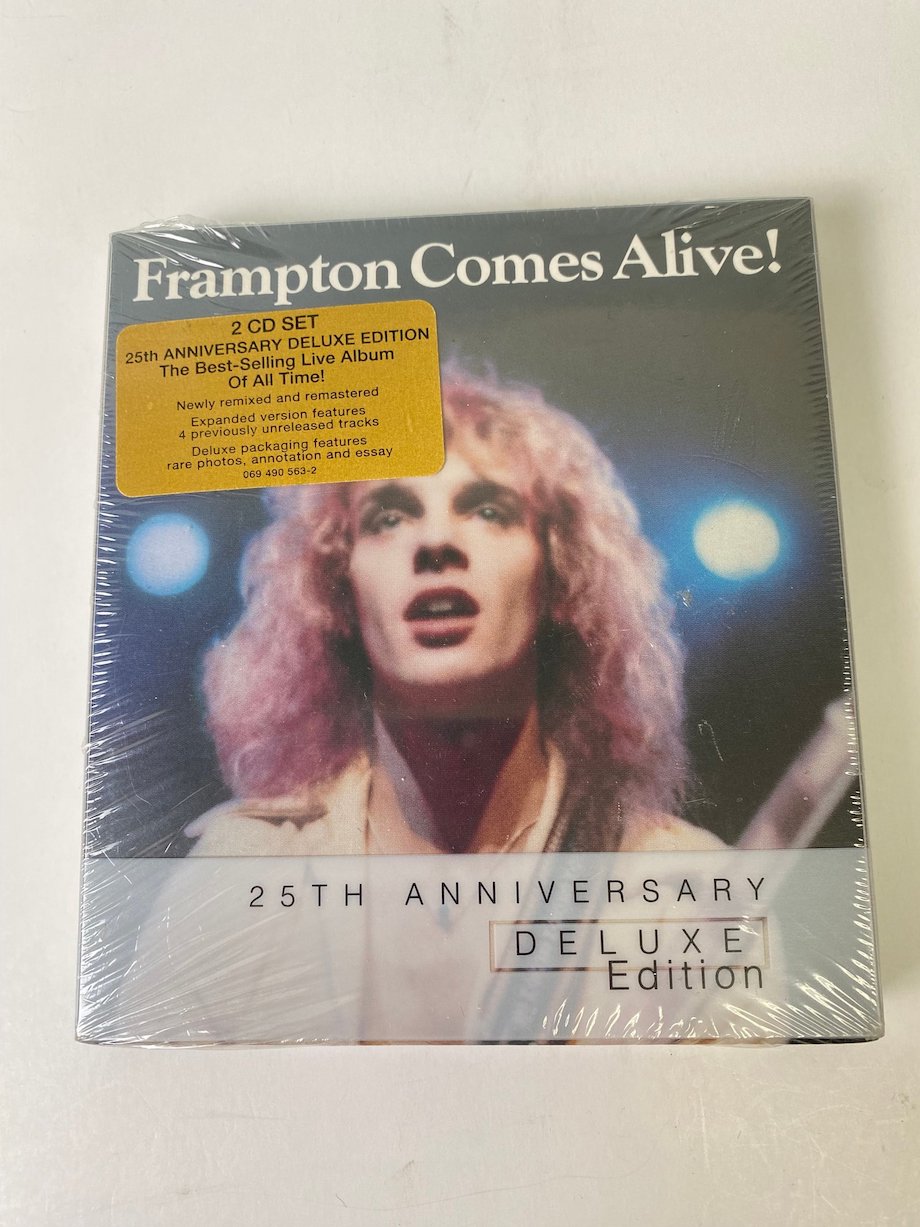 Frampton Comes Alive!
2 CD SET
25th ANNIVERSARY DELUXE EDITION
The Best-Selling Live Album
Of All Time!
Newly remixed and remastered
Expanded version features
4 previously unreleased tracks
Deluxe packaging features
rare photos, annotation and essay
069 490 563-2
25TH ANNIVERSARY
DELUXE
Edition